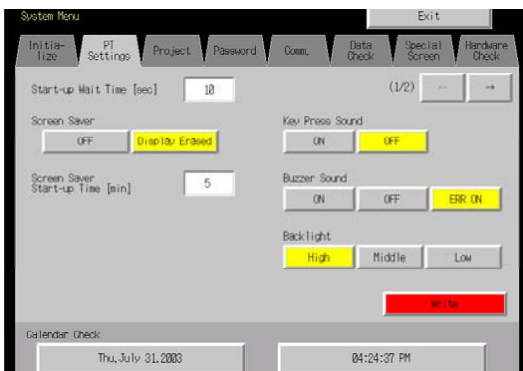 System Menu
Exit
Initia-
lize
PT
Settings
Project
Password
Comm.
Data
Check
Special
Screen
Hardware
Check
Start-up Wait Time [sec]
10
(1/2)
←
→
Screen Saver
OFF
Display Erased
Key Press Sound
ON
OFF
Screen Saver
Start-up Time [min]
5
Buzzer Sound
ON
OFF
ERR ON
Backlight
High
Middle
Low
Write
Calendar Check
Thu, July 31.2003
04:24:37 PM